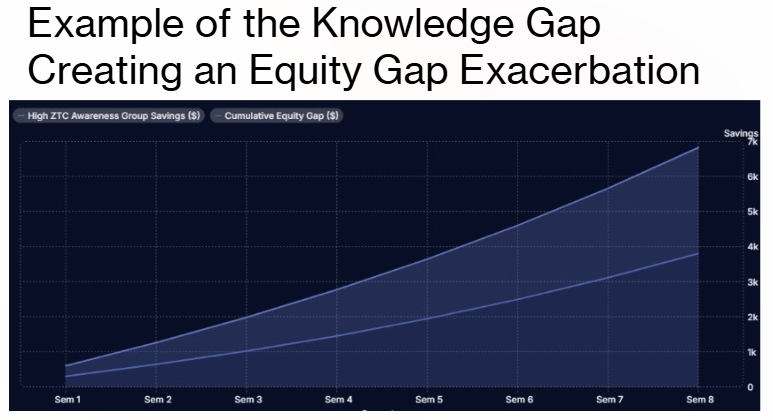 Example of the Knowledge Gap
Creating an Equity Gap Exacerbation
High ZTC Awareness Group Savings ($) Cumulative Equity Gap ($)
Savings
7k
6k
5k
4k
3k
2k
1k
0
Sem 1 Sem 2 Sem 3 Sem 4 Sem 5 Sem 6 Sem 7 Sem 8